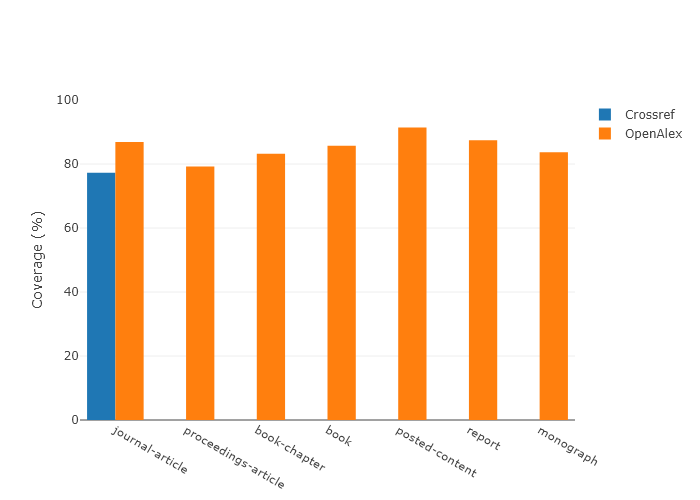 100
80
60
40
20
0
Coverage (%)
journal-article
proceedings-article
book-chapter
book
posted-content
report
monograph
Crossref
OpenAlex